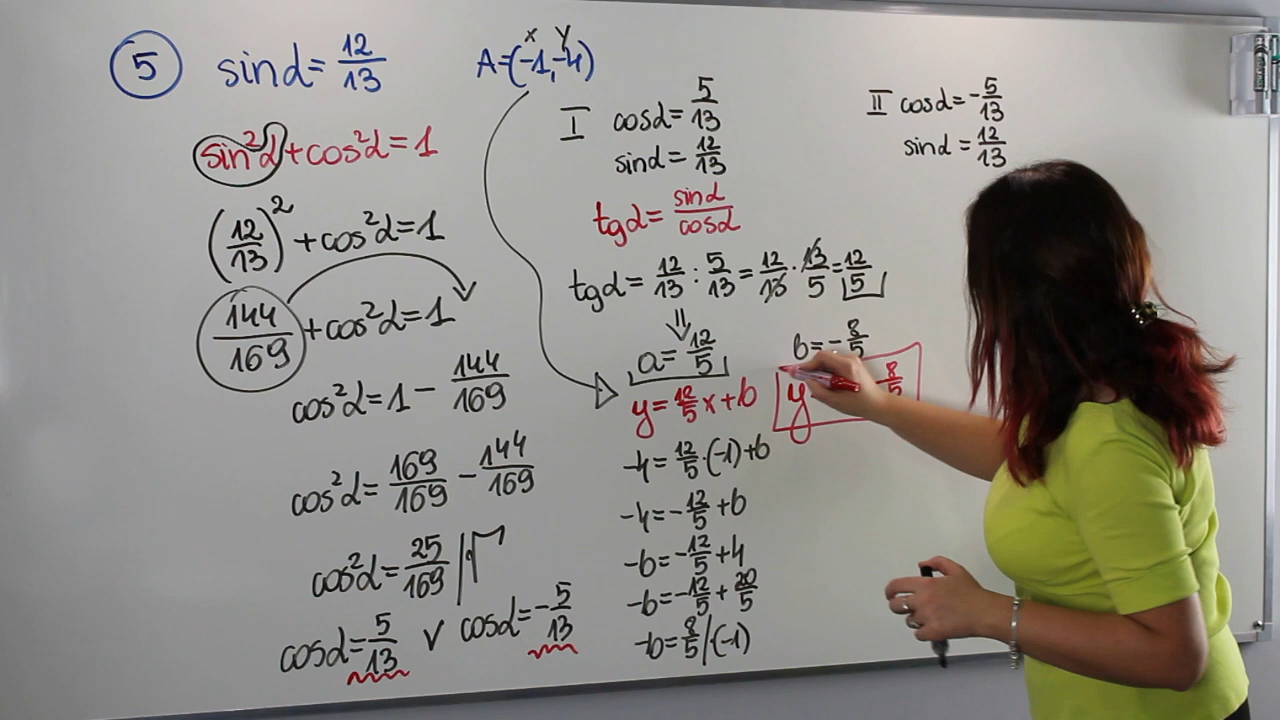 5 sinα = 12/13
A=(-1,-4)
x y
sin²α+cos²α=1
(12/13)²+cos²α=1
144/169+cos²α=1
cos²α=1-144/169
cos²α=169/169-144/169
cos²α=25/169 |√
cosα=5/13 ∨ cosα=-5/13
I cosα=5/13
sinα=12/13
tgα=sinα/cosα
tgα=12/13:5/13=12/13·13/5=12/5
⇓
a=12/5
y=12/5x+b
-4=12/5·(-1)+b
-4=-12/5+b
-b=-12/5+4
-b=-12/5+20/5
-b=8/5 |(-1)
b=-8/5
y 8/5
II cosα=-5/13
sinα=12/13